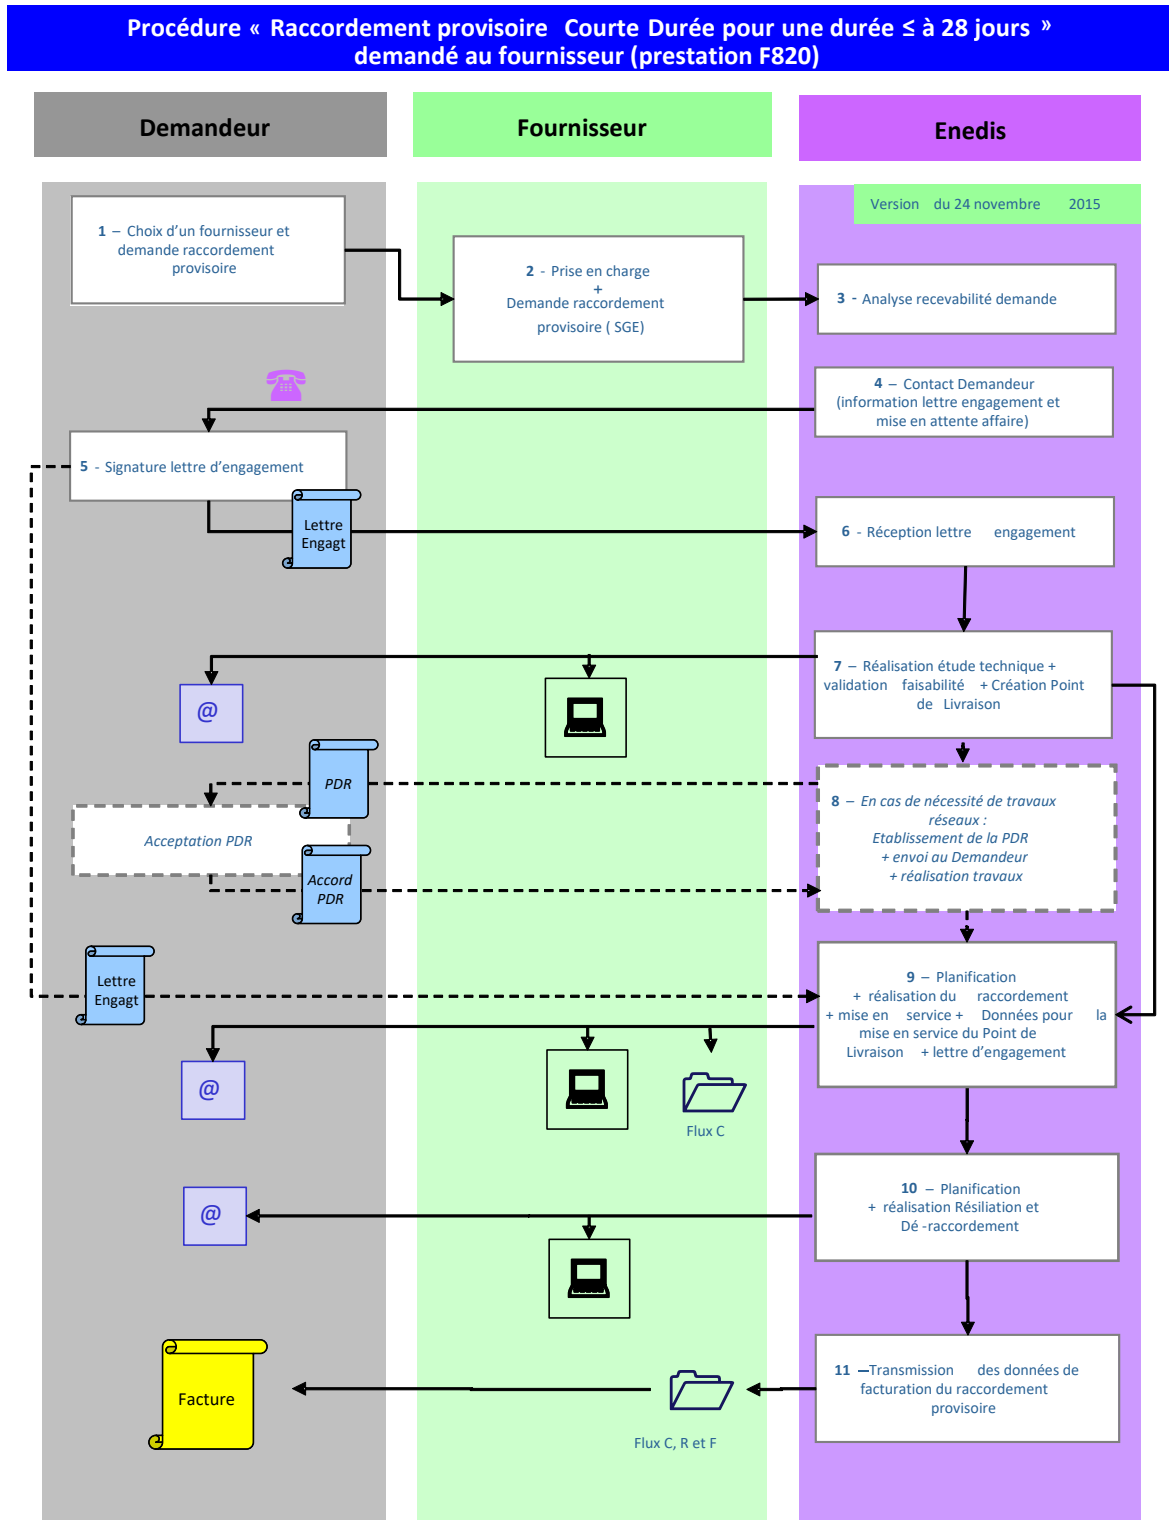 Procédure « Raccordement provisoire Courte Durée pour une durée ≤ à 28 jours »
demandé au fournisseur (prestation F820)
Demandeur
Fournisseur
Enedis
Version du 24 novembre 2015
1 – Choix d'un fournisseur et
demande raccordement
provisoire
2 - Prise en charge
+
Demande raccordement
provisoire ( SGE)
3 - Analyse recevabilité demande
4 – Contact Demandeur
(information lettre engagement et
mise en attente affaire)
5 - Signature lettre d'engagement
Lettre
Engagt
6 - Réception lettre engagement
7 – Réalisation étude technique +
validation faisabilité + Création Point
de Livraison
@
PDR
8 – En cas de nécessité de travaux
réseaux :
Etablissement de la PDR
+ envoi au Demandeur
+ réalisation travaux
Acceptation PDR
Accord
PDR
Lettre
Engagt
9 – Planification
+ réalisation du raccordement
+ mise en service + Données pour la
mise en service du Point de
Livraison + lettre d'engagement
@
Flux C
10 – Planification
+ réalisation Résiliation et
Dé -raccordement
@
11 –Transmission des données de
facturation du raccordement
provisoire
Facture
Flux C, R et F